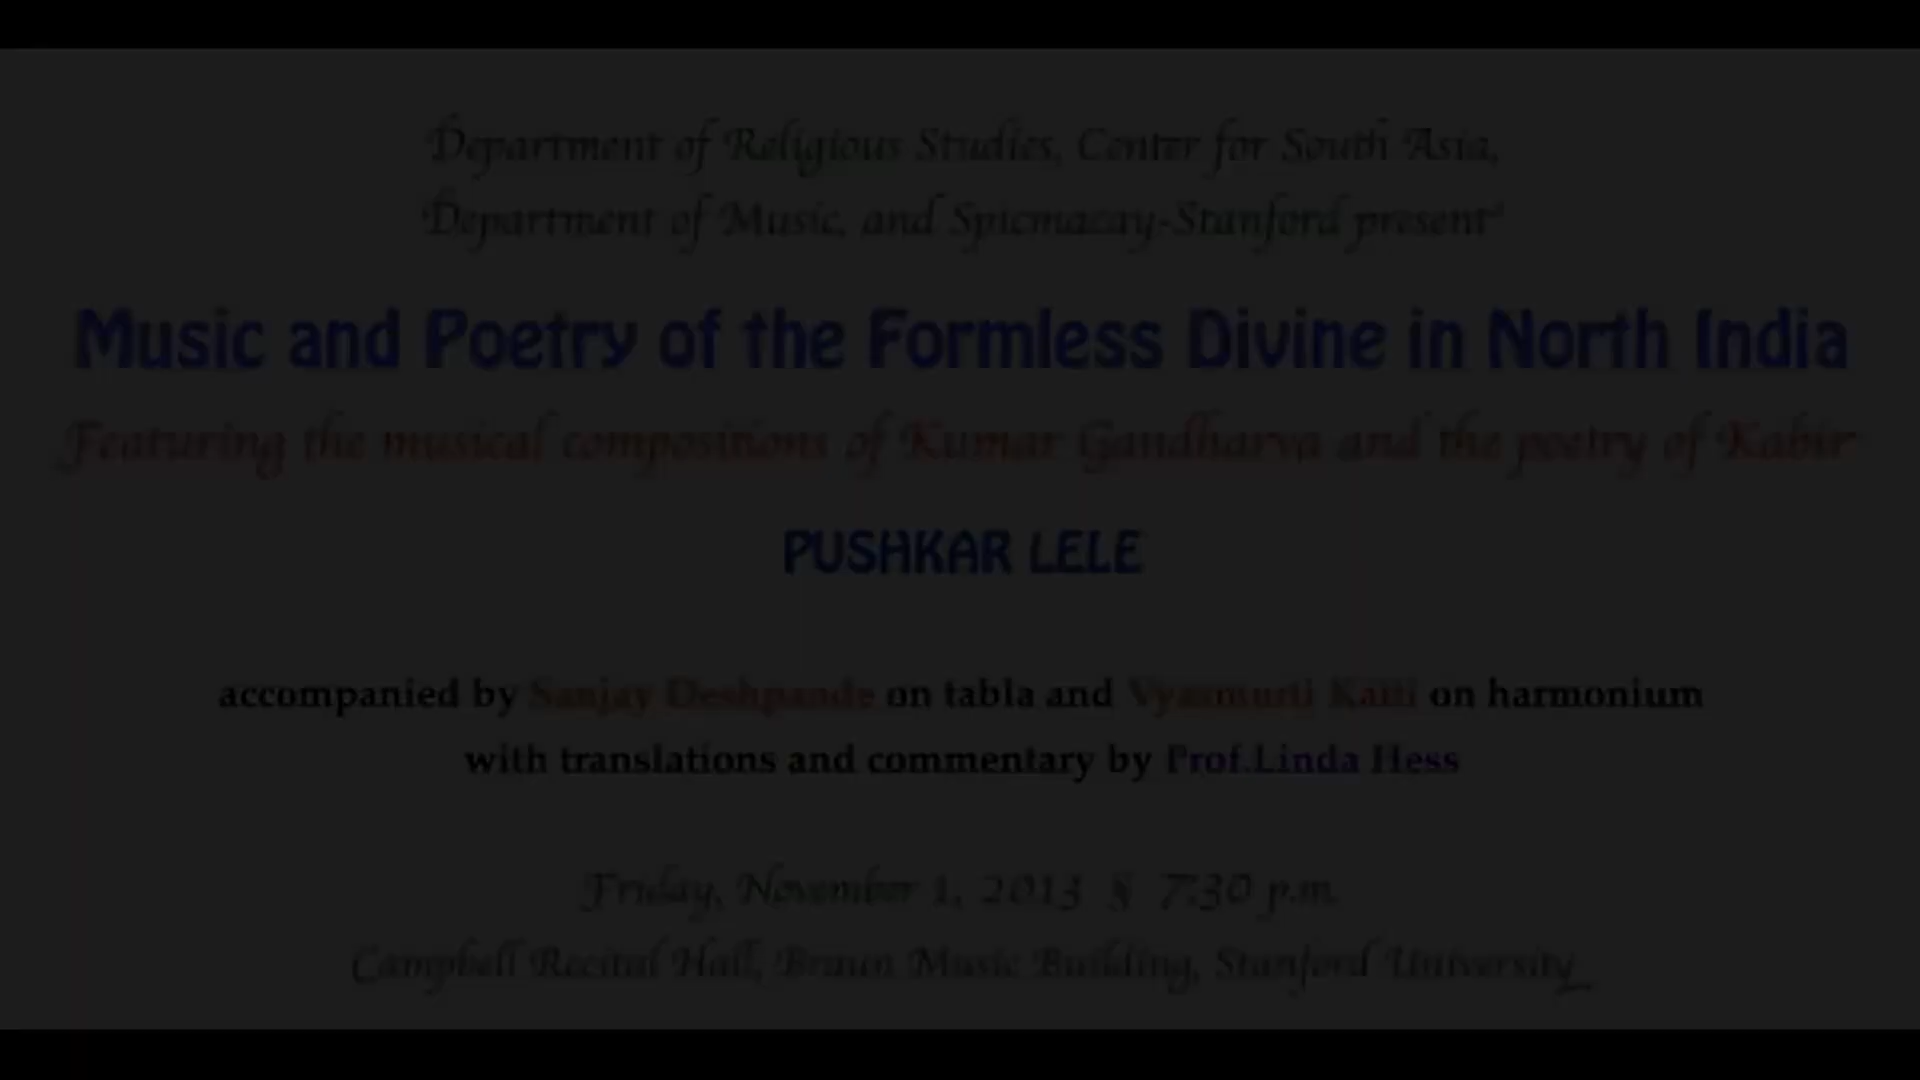 Department of Religious Studies, Center for South Asia,
Department of Music, and Spicmacay-Stanford present
Music and Poetry of the Formless Divine in North India
Featuring the musical compositions of Kumar Gandharva and the poetry of Kabir
PUSHKAR LELE
accompanied by Sanjay Deshpande on tabla and Vyasmurti Katti on harmonium
with translations and commentary by Prof.Linda Hess
Friday, November 1, 2013 § 7:30 p.m.
Campbell Recital Hall, Braun Music Building, Stanford University